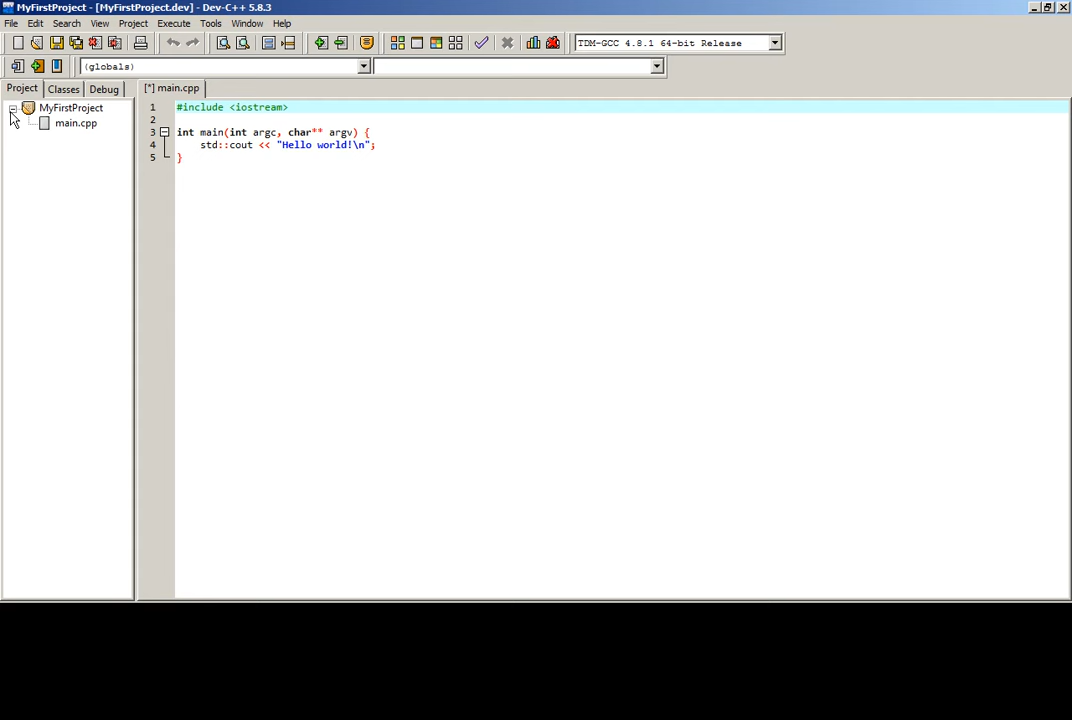 MyFirstProject - [MyFirstProject.dev] - Dev-C++ 5.8.3
File Edit Search View Project Execute Tools Window Help
TDM-GCC 4.8.1 64-bit Release
(globals)
Project Classes Debug [*] main.cpp
MyFirstProject
main.cpp
1 #include <iostream>
2
3 int main(int argc, char** argv) {
4 std::cout << "Hello world!\n";
5 }